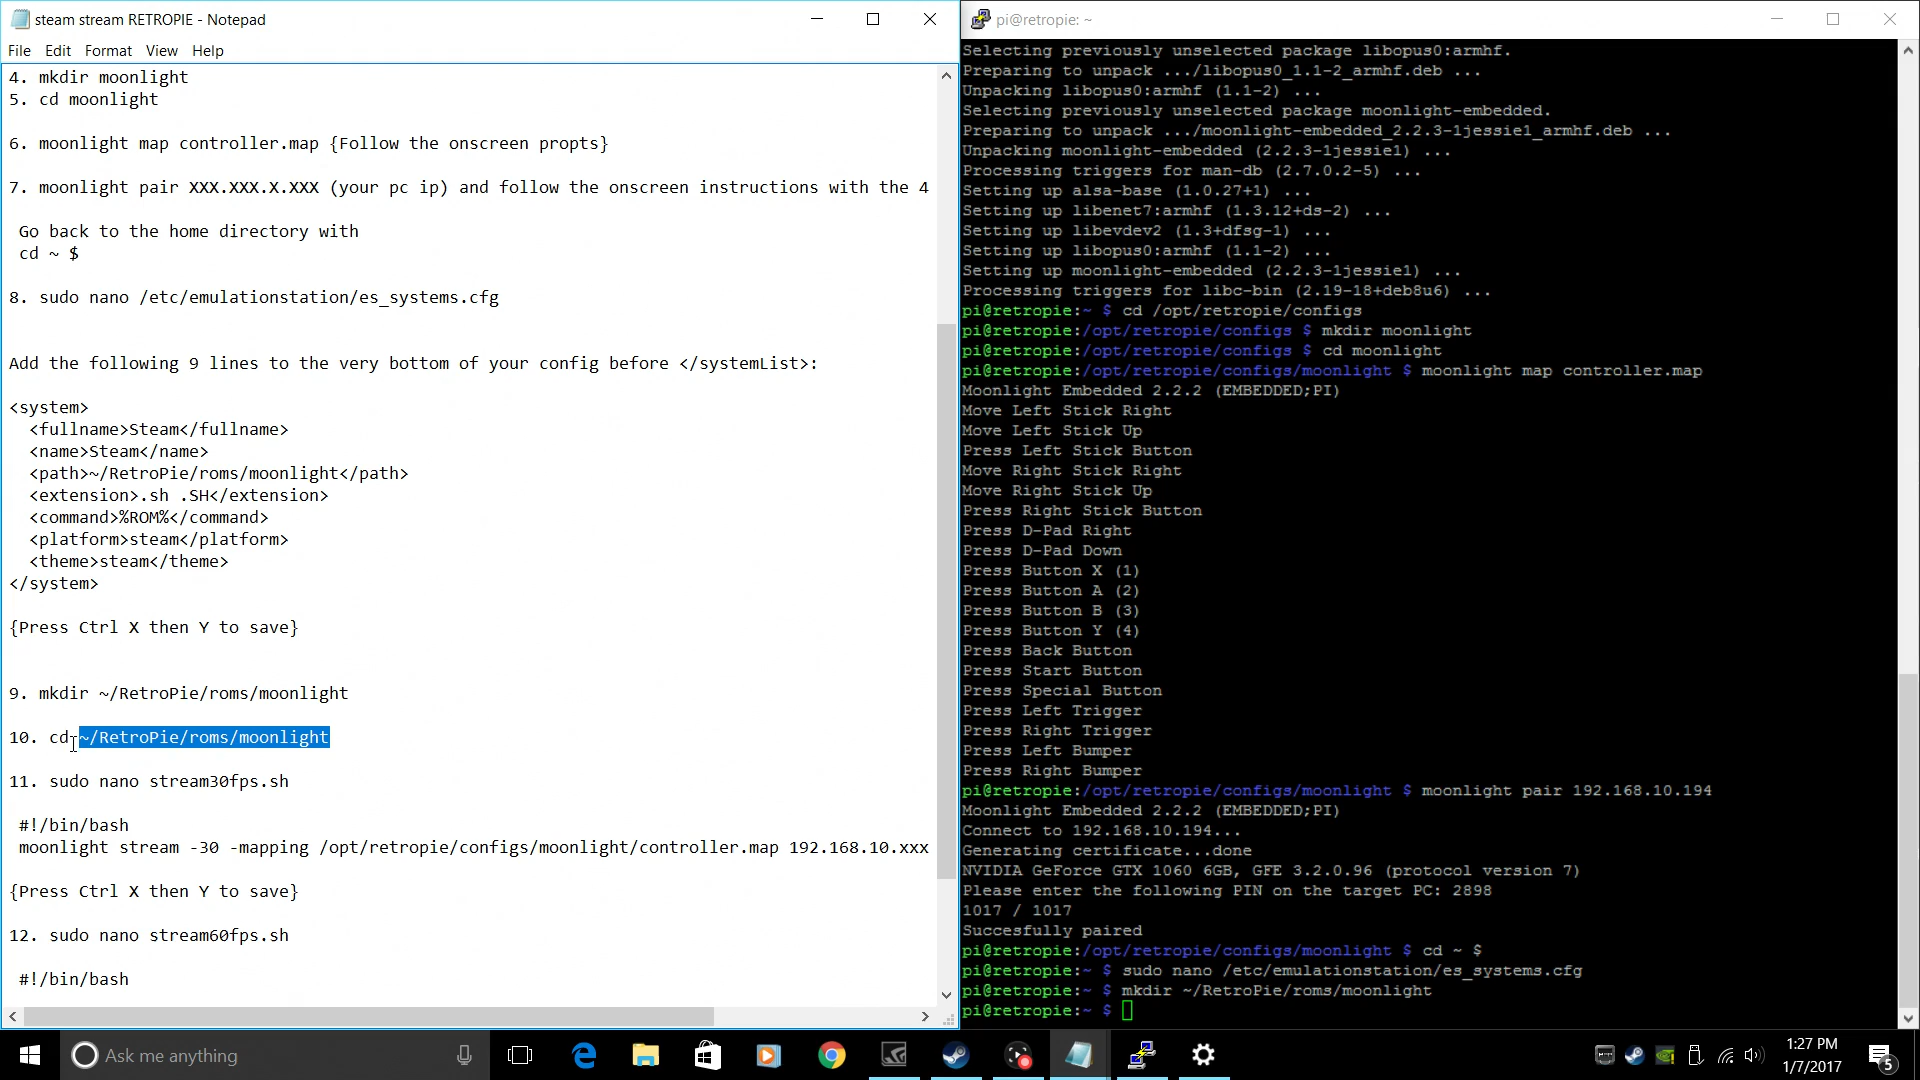 steam stream RETROPIE - Notepad
File Edit Format View Help
4. mkdir moonlight
5. cd moonlight
6. moonlight map controller.map {Follow the onscreen propts}
7. moonlight pair XXX.XXX.X.XXX (your pc ip) and follow the onscreen instructions with the 4
Go back to the home directory with
cd ~ $
8. sudo nano /etc/emulationstation/es_systems.cfg
Add the following 9 lines to the very bottom of your config before </systemList>:
<system>
<fullname>Steam</fullname>
<name>Steam</name>
<path>~/RetroPie/roms/moonlight</path>
<extension>.sh .SH</extension>
<command>%ROM%</command>
<platform>steam</platform>
<theme>steam</theme>
</system>
{Press Ctrl X then Y to save}
9. mkdir ~/RetroPie/roms/moonlight
10. cd ~/RetroPie/roms/moonlight
11. sudo nano stream30fps.sh
#!/bin/bash
moonlight stream -30 -mapping /opt/retropie/configs/moonlight/controller.map 192.168.10.xxx
{Press Ctrl X then Y to save}
12. sudo nano stream60fps.sh
#!/bin/bash
pi@retropie: ~
Selecting previously unselected package libopus0:armhf.
Preparing to unpack .../libopus0_1.1-2_armhf.deb ...
Unpacking libopus0:armhf (1.1-2) ...
Selecting previously unselected package moonlight-embedded.
Preparing to unpack .../moonlight-embedded_2.2.3-1jessie1_armhf.deb ...
Unpacking moonlight-embedded (2.2.3-1jessie1) ...
Processing triggers for man-db (2.7.0.2-5) ...
Setting up alsa-base (1.0.27+1) ...
Setting up libenet7:armhf (1.3.12+ds-2) ...
Setting up libevdev2 (1.3+dfsg-1) ...
Setting up libopus0:armhf (1.1-2) ...
Setting up moonlight-embedded (2.2.3-1jessie1) ...
Processing triggers for libc-bin (2.19-18+deb8u6) ...
pi@retropie:~ $ cd /opt/retropie/configs
pi@retropie:/opt/retropie/configs $ mkdir moonlight
pi@retropie:/opt/retropie/configs $ cd moonlight
pi@retropie:/opt/retropie/configs/moonlight $ moonlight map controller.map
Moonlight Embedded 2.2.2 (EMBEDDED;PI)
Move Left Stick Right
Move Left Stick Up
Press Left Stick Button
Move Right Stick Right
Move Right Stick Up
Press Right Stick Button
Press D-Pad Right
Press D-Pad Down
Press Button X (1)
Press Button A (2)
Press Button B (3)
Press Button Y (4)
Press Back Button
Press Start Button
Press Special Button
Press Left Trigger
Press Right Trigger
Press Left Bumper
Press Right Bumper
pi@retropie:/opt/retropie/configs/moonlight $ moonlight pair 192.168.10.194
Moonlight Embedded 2.2.2 (EMBEDDED;PI)
Connect to 192.168.10.194...
Generating certificate...done
NVIDIA GeForce GTX 1060 6GB, GFE 3.2.0.96 (protocol version 7)
Please enter the following PIN on the target PC: 2898
1017 / 1017
Succesfully paired
pi@retropie:/opt/retropie/configs/moonlight $ cd ~ $
pi@retropie:~ $ sudo nano /etc/emulationstation/es_systems.cfg
pi@retropie:~ $ mkdir ~/RetroPie/roms/moonlight
pi@retropie:~ $
Ask me anything
1:27 PM
1/7/2017
5